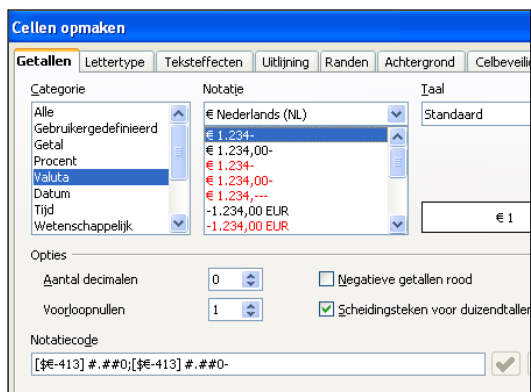 Cellen opmaken
Getallen Lettertype Teksteffecten Uitlijning Randen Achtergrond Celbeveilig
Categorie Notatie Taal
Alle
Gebruikergedefinieerd
Getal
Procent
Valuta
Datum
Tijd
Wetenschappelijk
€ Nederlands (NL)
€ 1.234-
€ 1.234,00-
€ 1.234-
€ 1.234,00-
€ 1.234,---
-1.234,00 EUR
-1.234,00 EUR
Standaard
€ 1
Opties
Aantal decimalen 0 Negatieve getallen rood
Voorloopnullen 1 Scheidingsteken voor duizendtallen
Notatiecode
[$€-413] #.##0;[$€-413] #.##0-